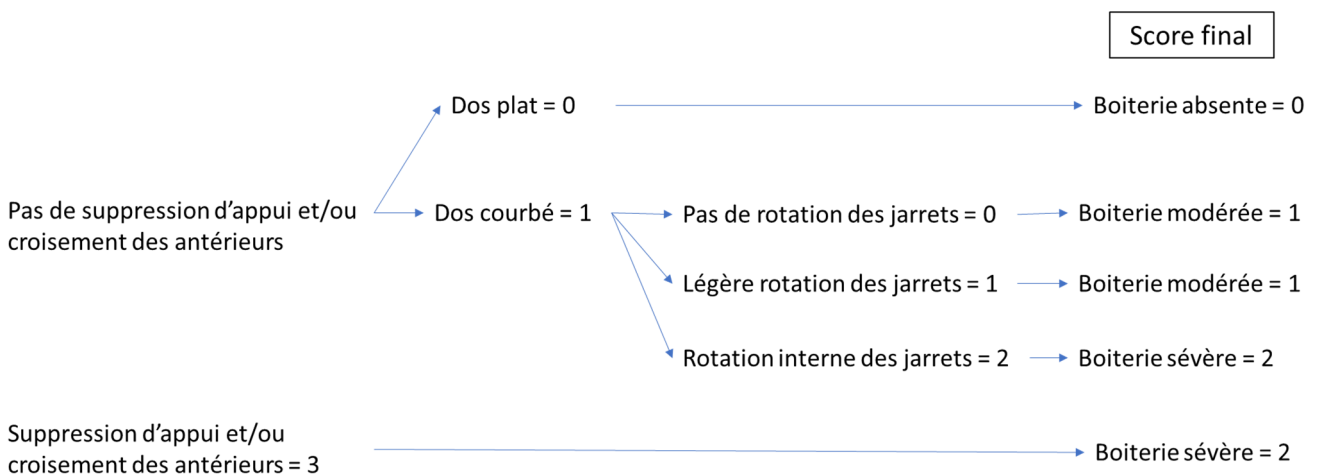 Score final
Dos plat = 0
Boiterie absente = 0
Pas de suppression d'appui et/ou
croisement des antérieurs
Dos courbé = 1
Pas de rotation des jarrets = 0
Boiterie modérée = 1
Légère rotation des jarrets = 1
Boiterie modérée = 1
Rotation interne des jarrets = 2
Boiterie sévère = 2
Suppression d'appui et/ou
croisement des antérieurs = 3
Boiterie sévère = 2